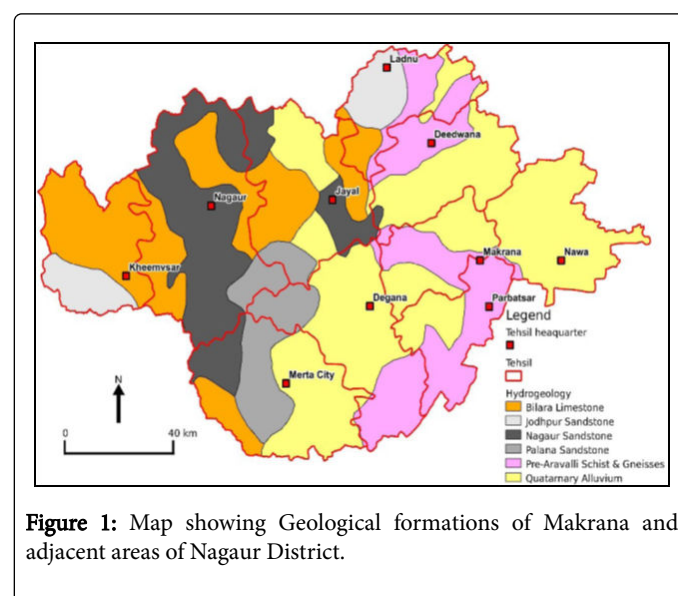 Ladnu
Deedwana
Nagaur
Jayal
Kheemvsar
Makrana
Nawa
Degana
Parbatsar
Merta City
N
0 40 km
Legend
Tehsil heaquarter
Tehsil
Hydrogeology
Bilara Limestone
Jodhpur Sandstone
Nagaur Sandstone
Palana Sandstone
Pre-Aravalli Schist & Gneisses
Quatarnary Alluvium
Figure 1: Map showing Geological formations of Makrana and
adjacent areas of Nagaur District.